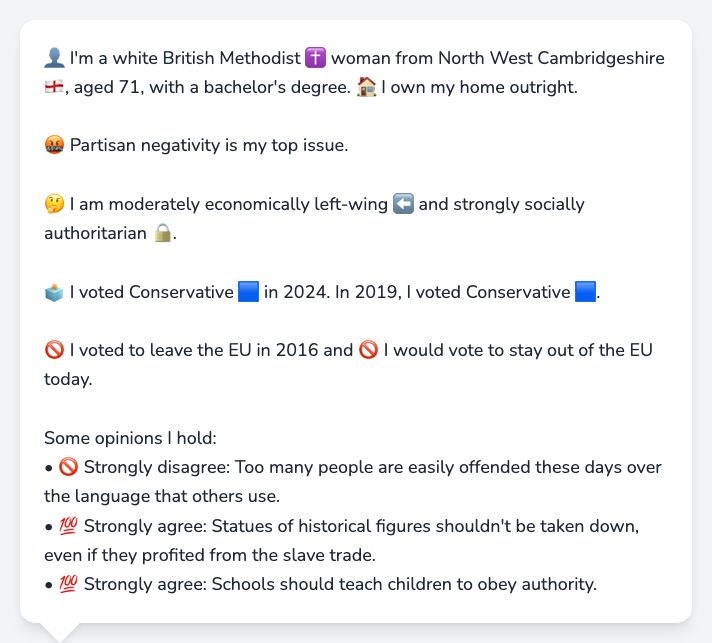 👤 I'm a white British Methodist ✝️ woman from North West Cambridgeshire
🏴󠁧󠁢󠁥󠁮󠁧󠁿, aged 71, with a bachelor's degree. 🏠 I own my home outright.
🤬 Partisan negativity is my top issue.
🤔 I am moderately economically left-wing ⬅️ and strongly socially
authoritarian 🔒.
🗳️ I voted Conservative 🟦 in 2024. In 2019, I voted Conservative 🟦.
🚫 I voted to leave the EU in 2016 and 🚫 I would vote to stay out of the EU
today.
Some opinions I hold:
• 🚫 Strongly disagree: Too many people are easily offended these days over
the language that others use.
• 💯 Strongly agree: Statues of historical figures shouldn't be taken down,
even if they profited from the slave trade.
• 💯 Strongly agree: Schools should teach children to obey authority.